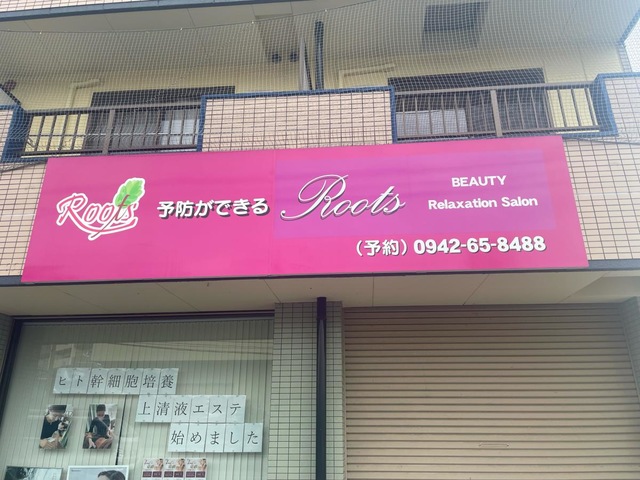 Roots
予防ができる
Roots
BEAUTY
Relaxation Salon
(予約) 0942-65-8488
ヒト幹細胞培養
上清液エステ
始めました